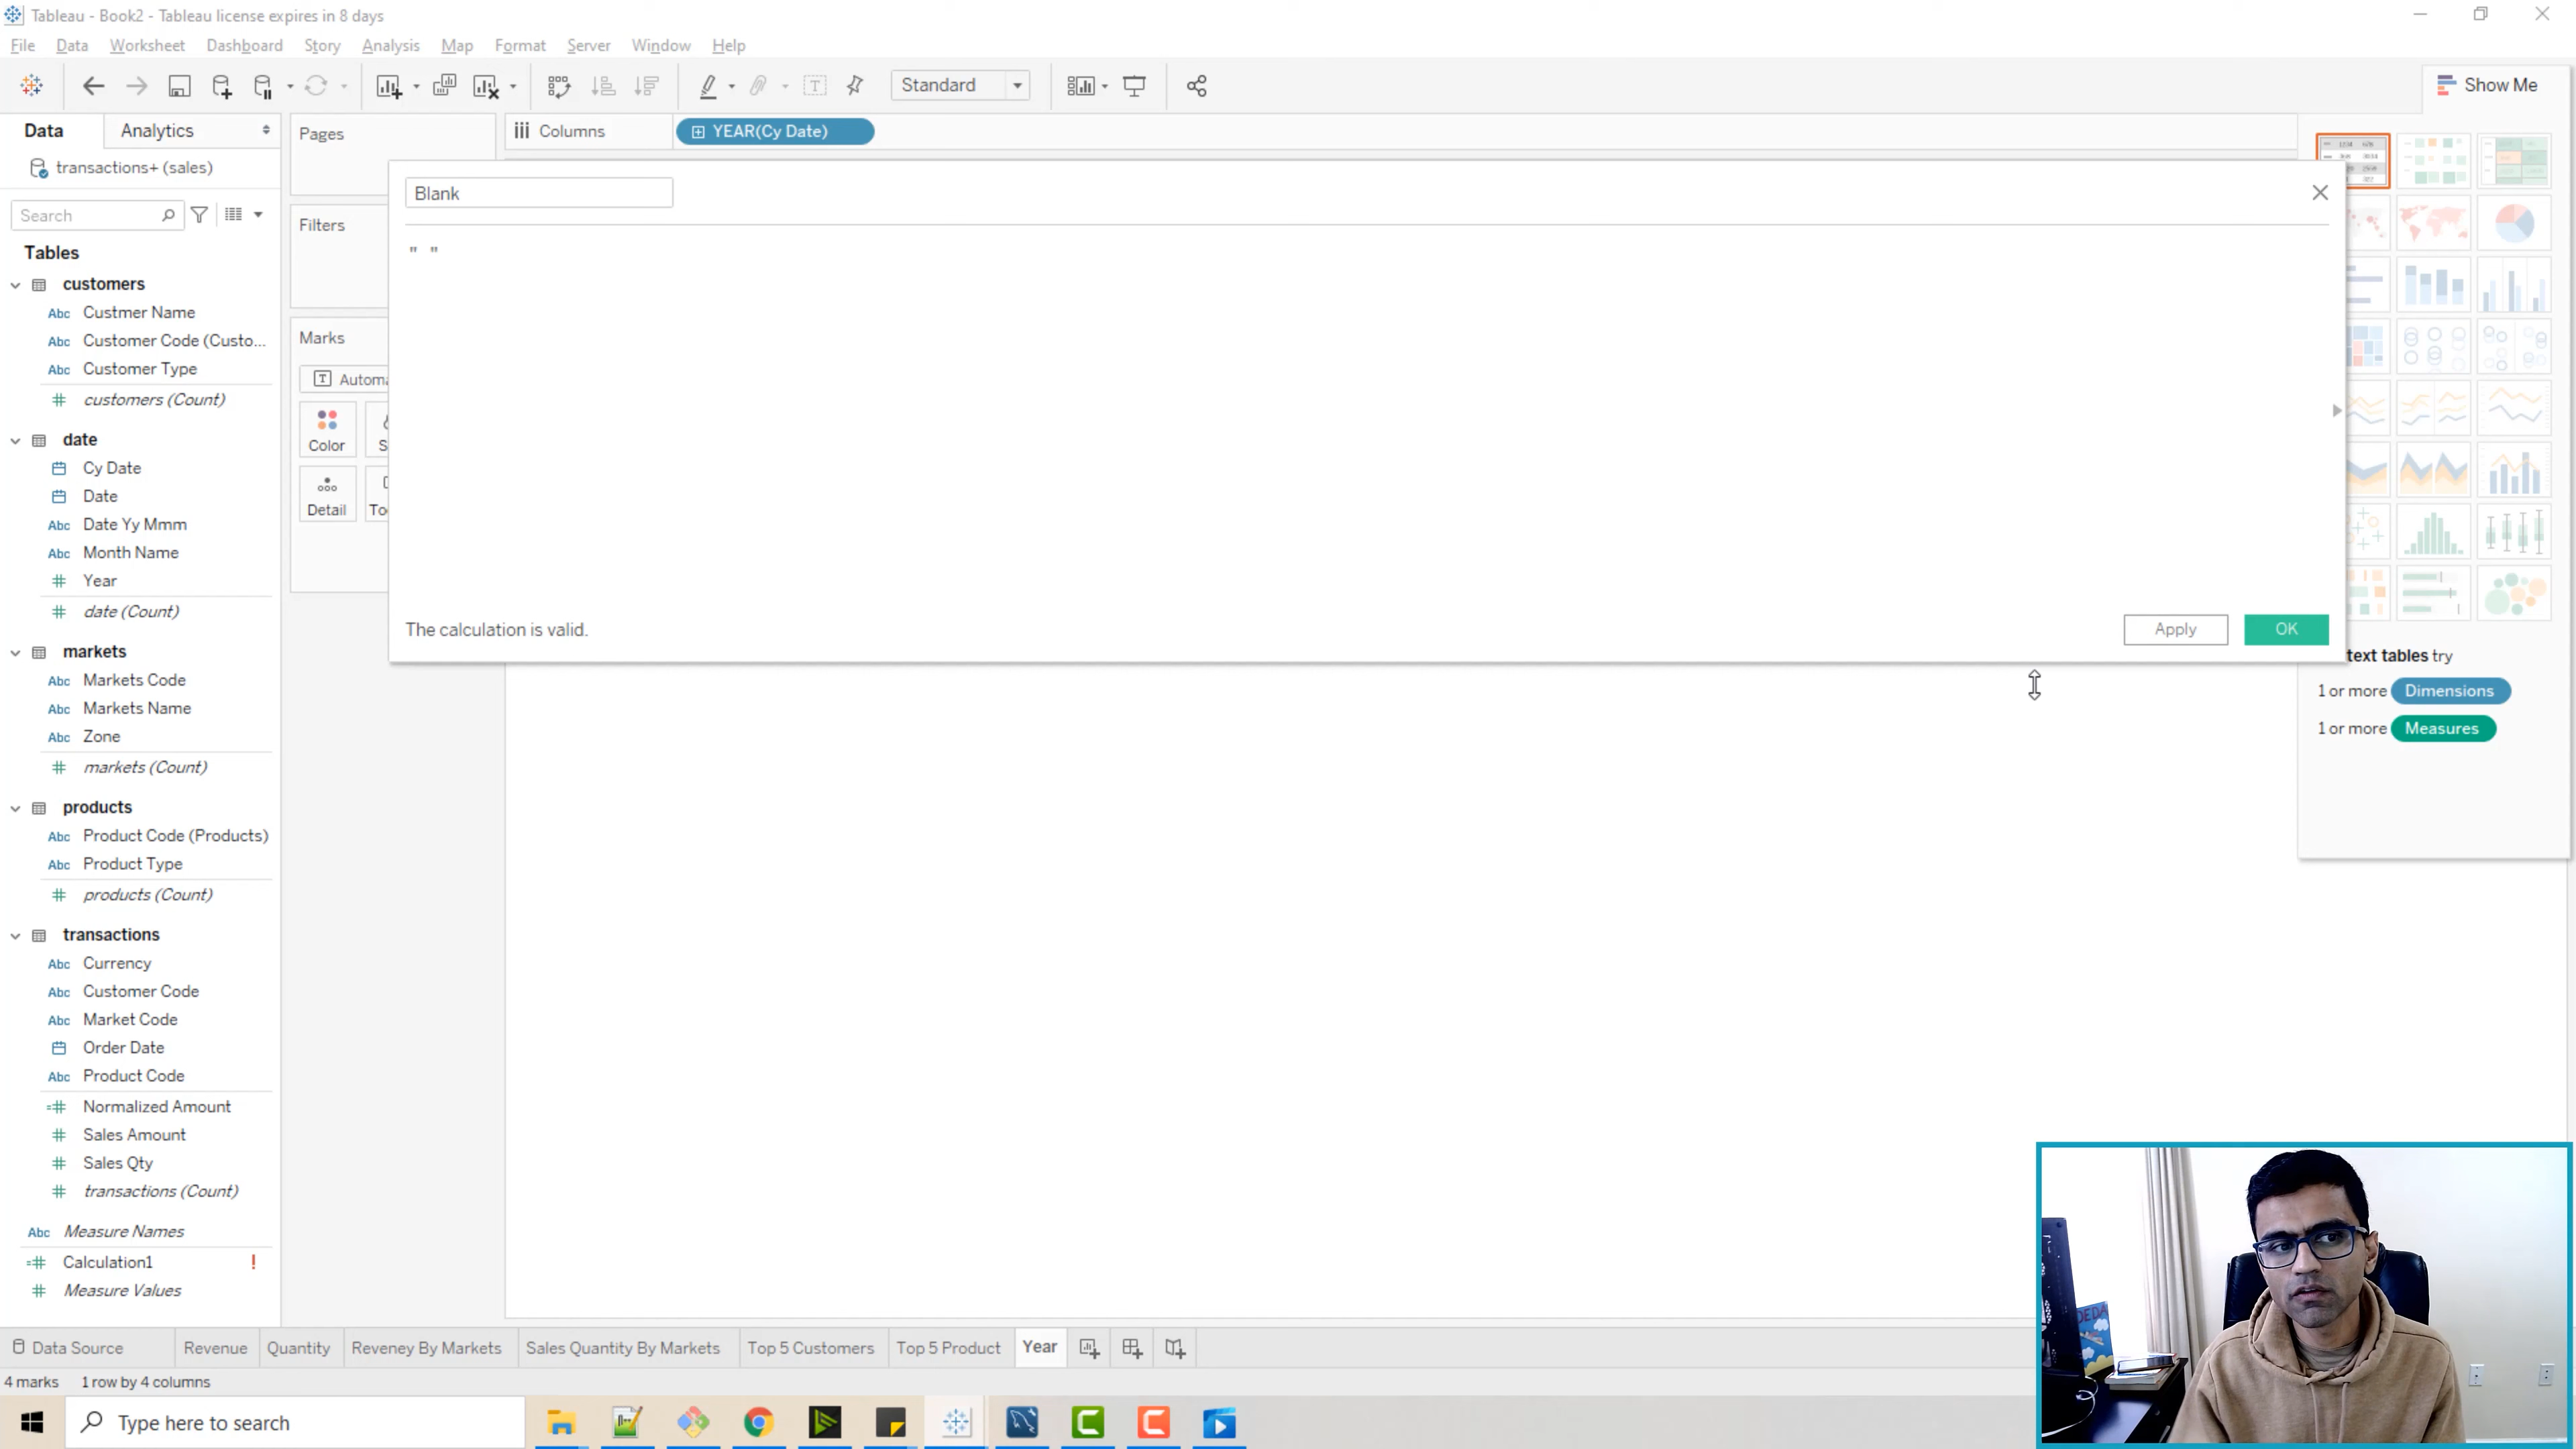 Tableau - Book2 - Tableau license expires in 8 days
File Data Worksheet Dashboard Story Analysis Map Format Server Window Help
Standard
Show Me
Data Analytics
Pages
Columns YEAR(Cy Date)
transactions+ (sales)
Blank
Search
Filters
" "
Tables
customers
Custmer Name
Customer Code (Custo...
Customer Type
customers (Count)
Marks
Color
Detail
date
Cy Date
Date
Date Yy Mmm
Month Name
Year
date (Count)
The calculation is valid.
Apply OK
text tables try
1 or more Dimensions
1 or more Measures
markets
Markets Code
Markets Name
Zone
markets (Count)
products
Product Code (Products)
Product Type
products (Count)
transactions
Currency
Customer Code
Market Code
Order Date
Product Code
Normalized Amount
Sales Amount
Sales Qty
transactions (Count)
Measure Names
Calculation1 !
Measure Values
Data Source Revenue Quantity Reveney By Markets Sales Quantity By Markets Top 5 Customers Top 5 Product Year
4 marks 1 row by 4 columns
Type here to search